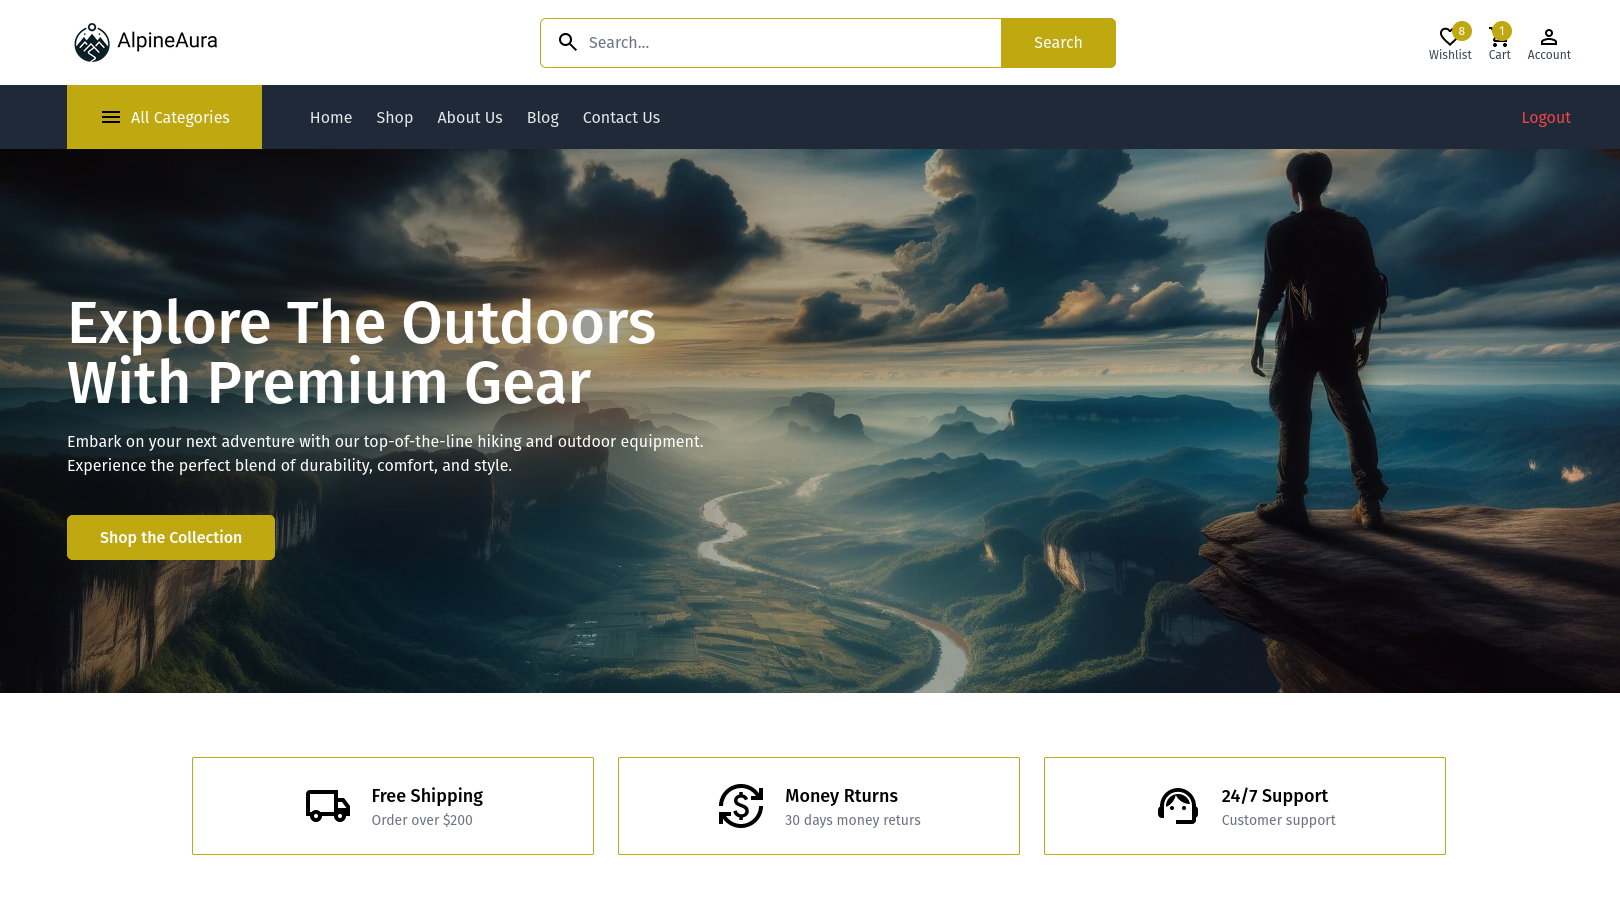 AlpineAura
Search...
Search
8
Wishlist
1
Cart
Account
All Categories
Home
Shop
About Us
Blog
Contact Us
Logout
Explore The Outdoors
With Premium Gear
Embark on your next adventure with our top-of-the-line hiking and outdoor equipment.
Experience the perfect blend of durability, comfort, and style.
Shop the Collection
Free Shipping
Order over $200
Money Rturns
30 days money returs
24/7 Support
Customer support